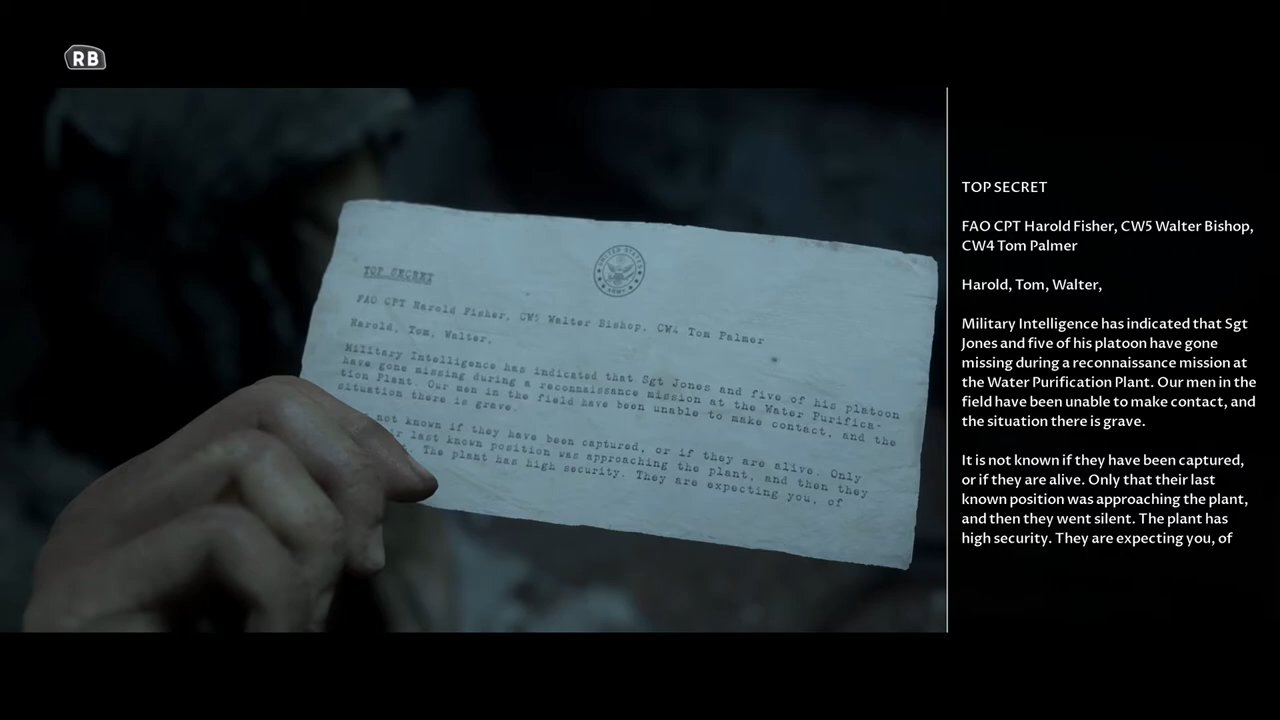 RB
TOP SECRET
FAO CPT Harold Fisher, CW5 Walter Bishop, CW4 Tom Palmer
Harold, Tom, Walter,
Military Intelligence has indicated that Sgt Jones and five of his platoon
have gone missing during a reconnaissance mission at the Water Purifica-
tion Plant. Our men in the field have been unable to make contact, and the
situation there is grave.
not known if they have been captured, or if they are alive. Only
last known position was approaching the plant, and then they
The plant has high security. They are expecting you, of
UNITED STATES
ARMY
TOP SECRET
FAO CPT Harold Fisher, CW5 Walter Bishop,
CW4 Tom Palmer
Harold, Tom, Walter,
Military Intelligence has indicated that Sgt
Jones and five of his platoon have gone
missing during a reconnaissance mission at
the Water Purification Plant. Our men in the
field have been unable to make contact, and
the situation there is grave.
It is not known if they have been captured,
or if they are alive. Only that their last
known position was approaching the plant,
and then they went silent. The plant has
high security. They are expecting you, of